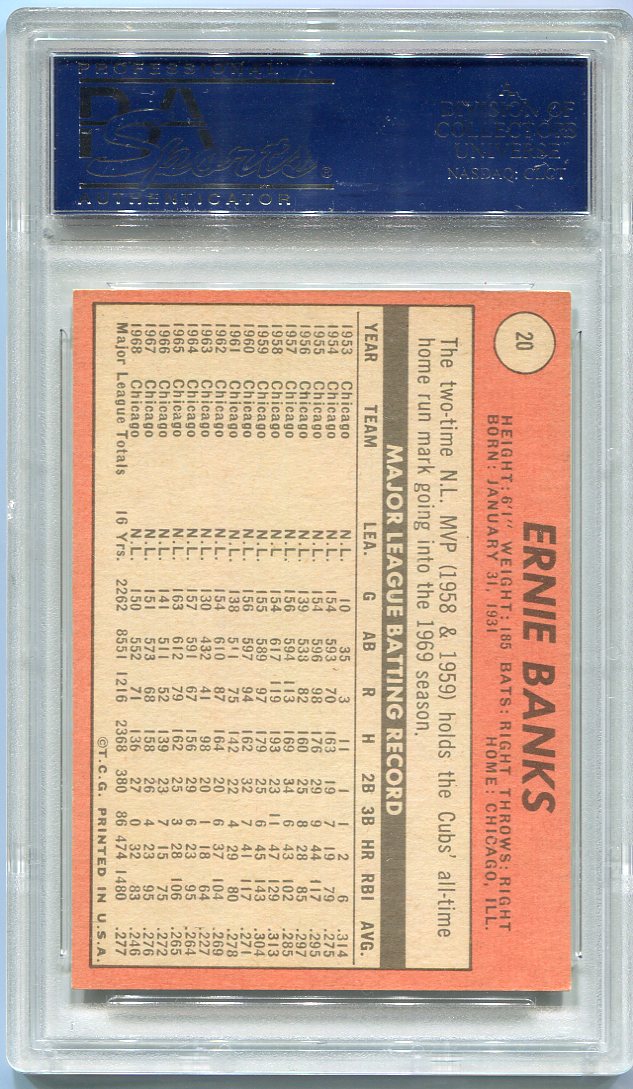 PROFESSIONAL
PSA
Sports®
AUTHENTICATOR
A
DIVISION OF
COLLECTORS
UNIVERSE
NASDAQ: CLCT
20
ERNIE BANKS
HEIGHT: 6'1" WEIGHT: 185 BATS: RIGHT THROWS: RIGHT
BORN: JANUARY 31, 1931 HOME: CHICAGO, ILL.
The two-time N.L. MVP (1958 & 1959) holds the Cubs' all-time
home run mark going into the 1969 season.
MAJOR LEAGUE BATTING RECORD
YEAR TEAM LEA. G AB R H 2B 3B HR RBI AVG.
1953 Chicago N.L. 10 35 3 11 1 1 2 6 .314
1954 Chicago N.L. 154 593 70 163 19 7 19 79 .275
1955 Chicago N.L. 154 596 98 176 29 9 44 117 .295
1956 Chicago N.L. 139 538 82 160 25 8 28 85 .297
1957 Chicago N.L. 156 594 113 169 34 6 43 102 .285
1958 Chicago N.L. 154 617 119 193 23 11 47 129 .313
1959 Chicago N.L. 155 589 97 179 25 6 45 143 .304
1960 Chicago N.L. 156 597 94 162 32 7 41 117 .271
1961 Chicago N.L. 138 511 75 142 22 4 29 80 .278
1962 Chicago N.L. 154 610 87 164 20 6 37 104 .269
1963 Chicago N.L. 130 432 41 98 20 1 18 64 .227
1964 Chicago N.L. 157 591 67 156 29 6 23 95 .264
1965 Chicago N.L. 163 612 79 162 25 3 28 106 .265
1966 Chicago N.L. 141 511 52 139 23 7 15 75 .272
1967 Chicago N.L. 151 573 68 158 26 4 23 95 .276
1968 Chicago N.L. 150 552 71 136 27 0 32 83 .246
Major League Totals 16 Yrs. 2262 8551 1216 2368 380 86 474 1480 .277
©T.C.G. PRINTED IN U.S.A.